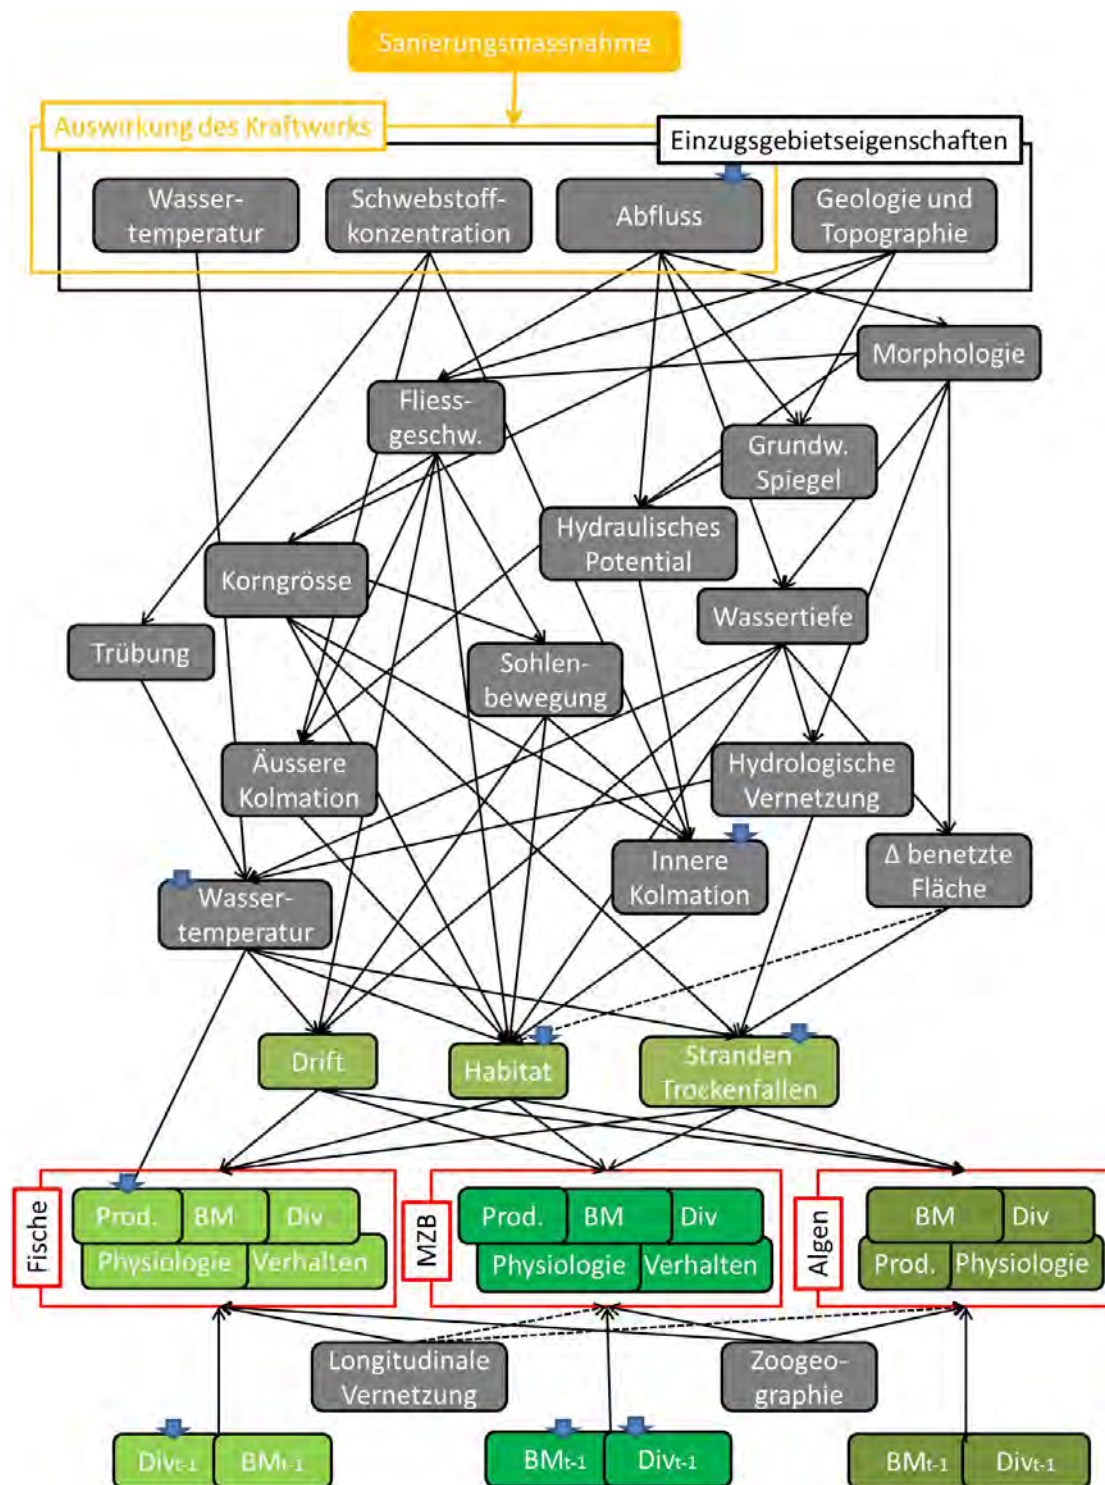 Sanierungsmassnahme
Auswirkung des Kraftwerks
Einzugsgebietseigenschaften
Wasser-
temperatur
Schwebstoff-
konzentration
Abfluss
Geologie und
Topographie
Morphologie
Fliess-
geschw.
Grundw.
Spiegel
Hydraulisches
Potential
Korngrösse
Wassertiefe
Trübung
Sohlen-
bewegung
Äussere
Kolmation
Hydrologische
Vernetzung
Innere
Kolmation
Δ benetzte
Fläche
Wasser-
temperatur
Drift
Habitat
Stranden
Trockenfallen
Fische
Prod.
BM
Div
Physiologie
Verhalten
MZB
Prod.
BM
Div
Physiologie
Verhalten
Algen
BM
Div
Prod.
Physiologie
Longitudinale
Vernetzung
Zoogeo-
graphie
Divt-1
BMt-1
BMt-1
Divt-1
BMt-1
Divt-1